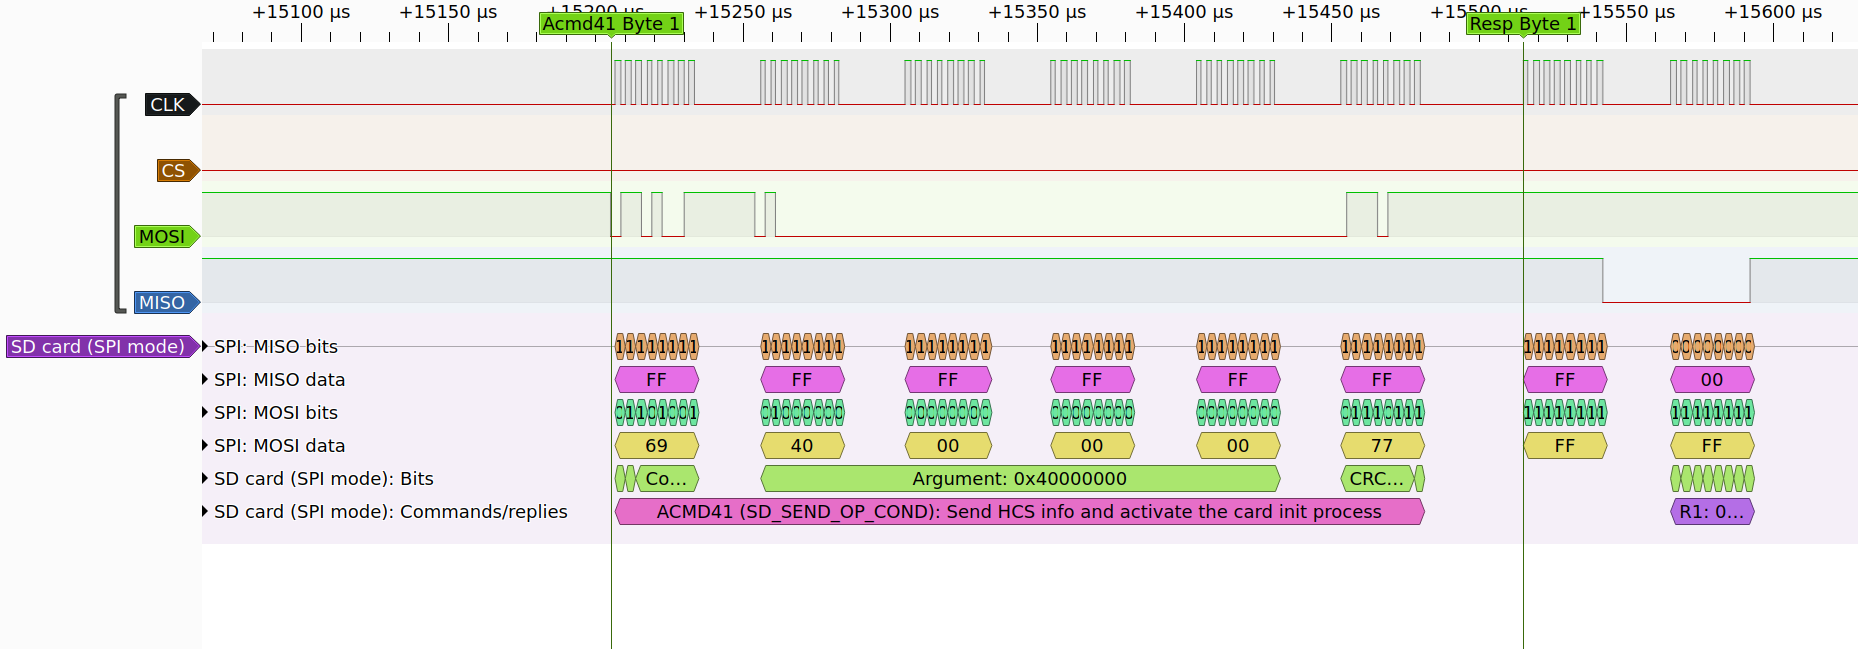 +15100 µs +15150 µs +15200 µs +15250 µs +15300 µs +15350 µs +15400 µs +15450 µs +15500 µs +15550 µs +15600 µs
Acmd41 Byte 1 Resp Byte 1
CLK
CS
MOSI
MISO
SD card (SPI mode) SPI: MISO bits 11111111 11111111 11111111 11111111 11111111 11111111 11111111 00000000
SPI: MISO data FF FF FF FF FF FF FF 00
SPI: MOSI bits 01101001 01000000 00000000 00000000 00000000 01110111 11111111 11111111
SPI: MOSI data 69 40 00 00 00 77 FF FF
SD card (SPI mode): Bits Co... Argument: 0x40000000 CRC...
SD card (SPI mode): Commands/replies ACMD41 (SD_SEND_OP_COND): Send HCS info and activate the card init process R1: 0...